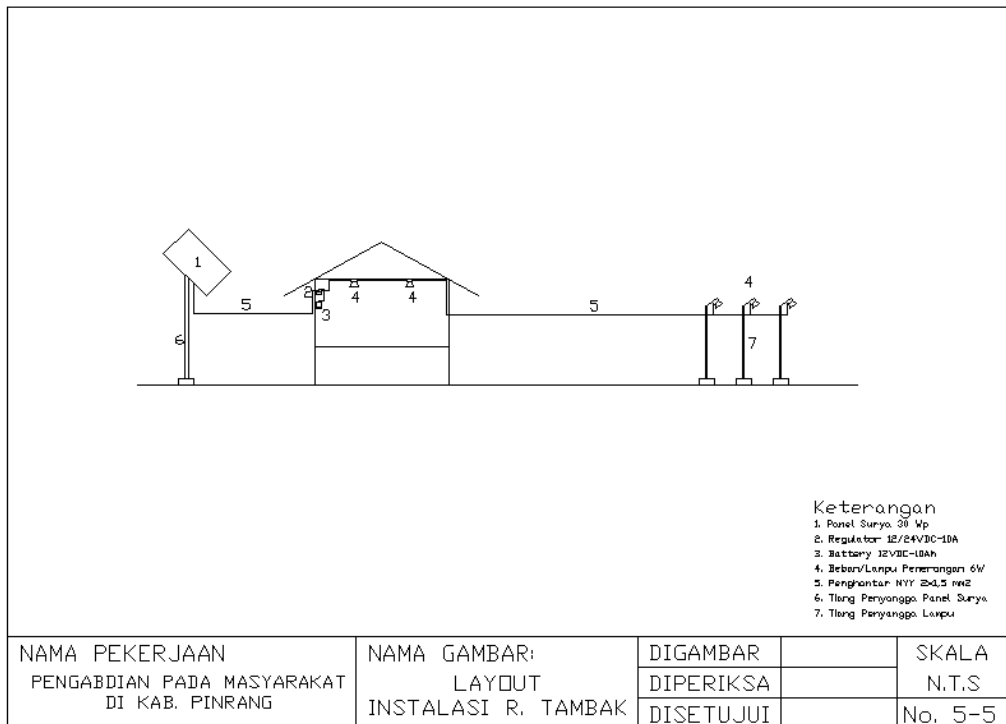 1
5
6
2
3
4
4
5
4
7
Keterangan
1. Panel Surya 30 Wp
2. Regulator 12/24VDC-10A
3. Battery 12VDC-10Ah
4. Beban/Lampu Penerangan 6W
5. Penghantar NYY 2x1,5 mm2
6. Tiang Penyangga Panel Surya
7. Tiang Penyangga Lampu
NAMA PEKERJAAN
PENGABDIAN PADA MASYARAKAT
DI KAB. PINRANG
NAMA GAMBAR:
LAYOUT
INSTALASI R. TAMBAK
DIGAMBAR
DIPERIKSA
DISETUJUI
SKALA
N.T.S
No. 5-5